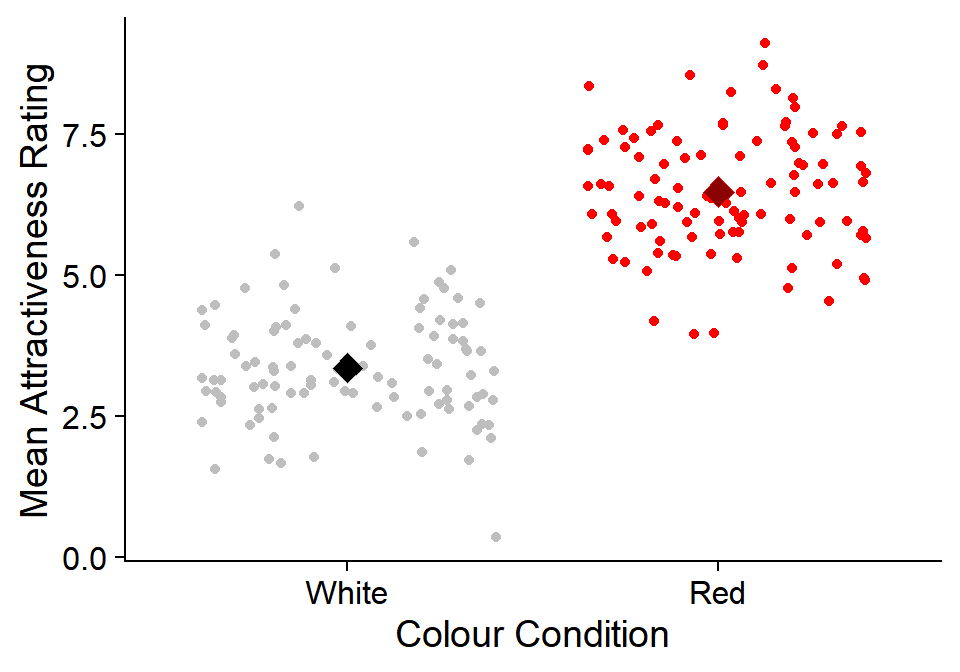 Mean Attractiveness Rating
7.5
5.0
2.5
0.0
White
Red
Colour Condition